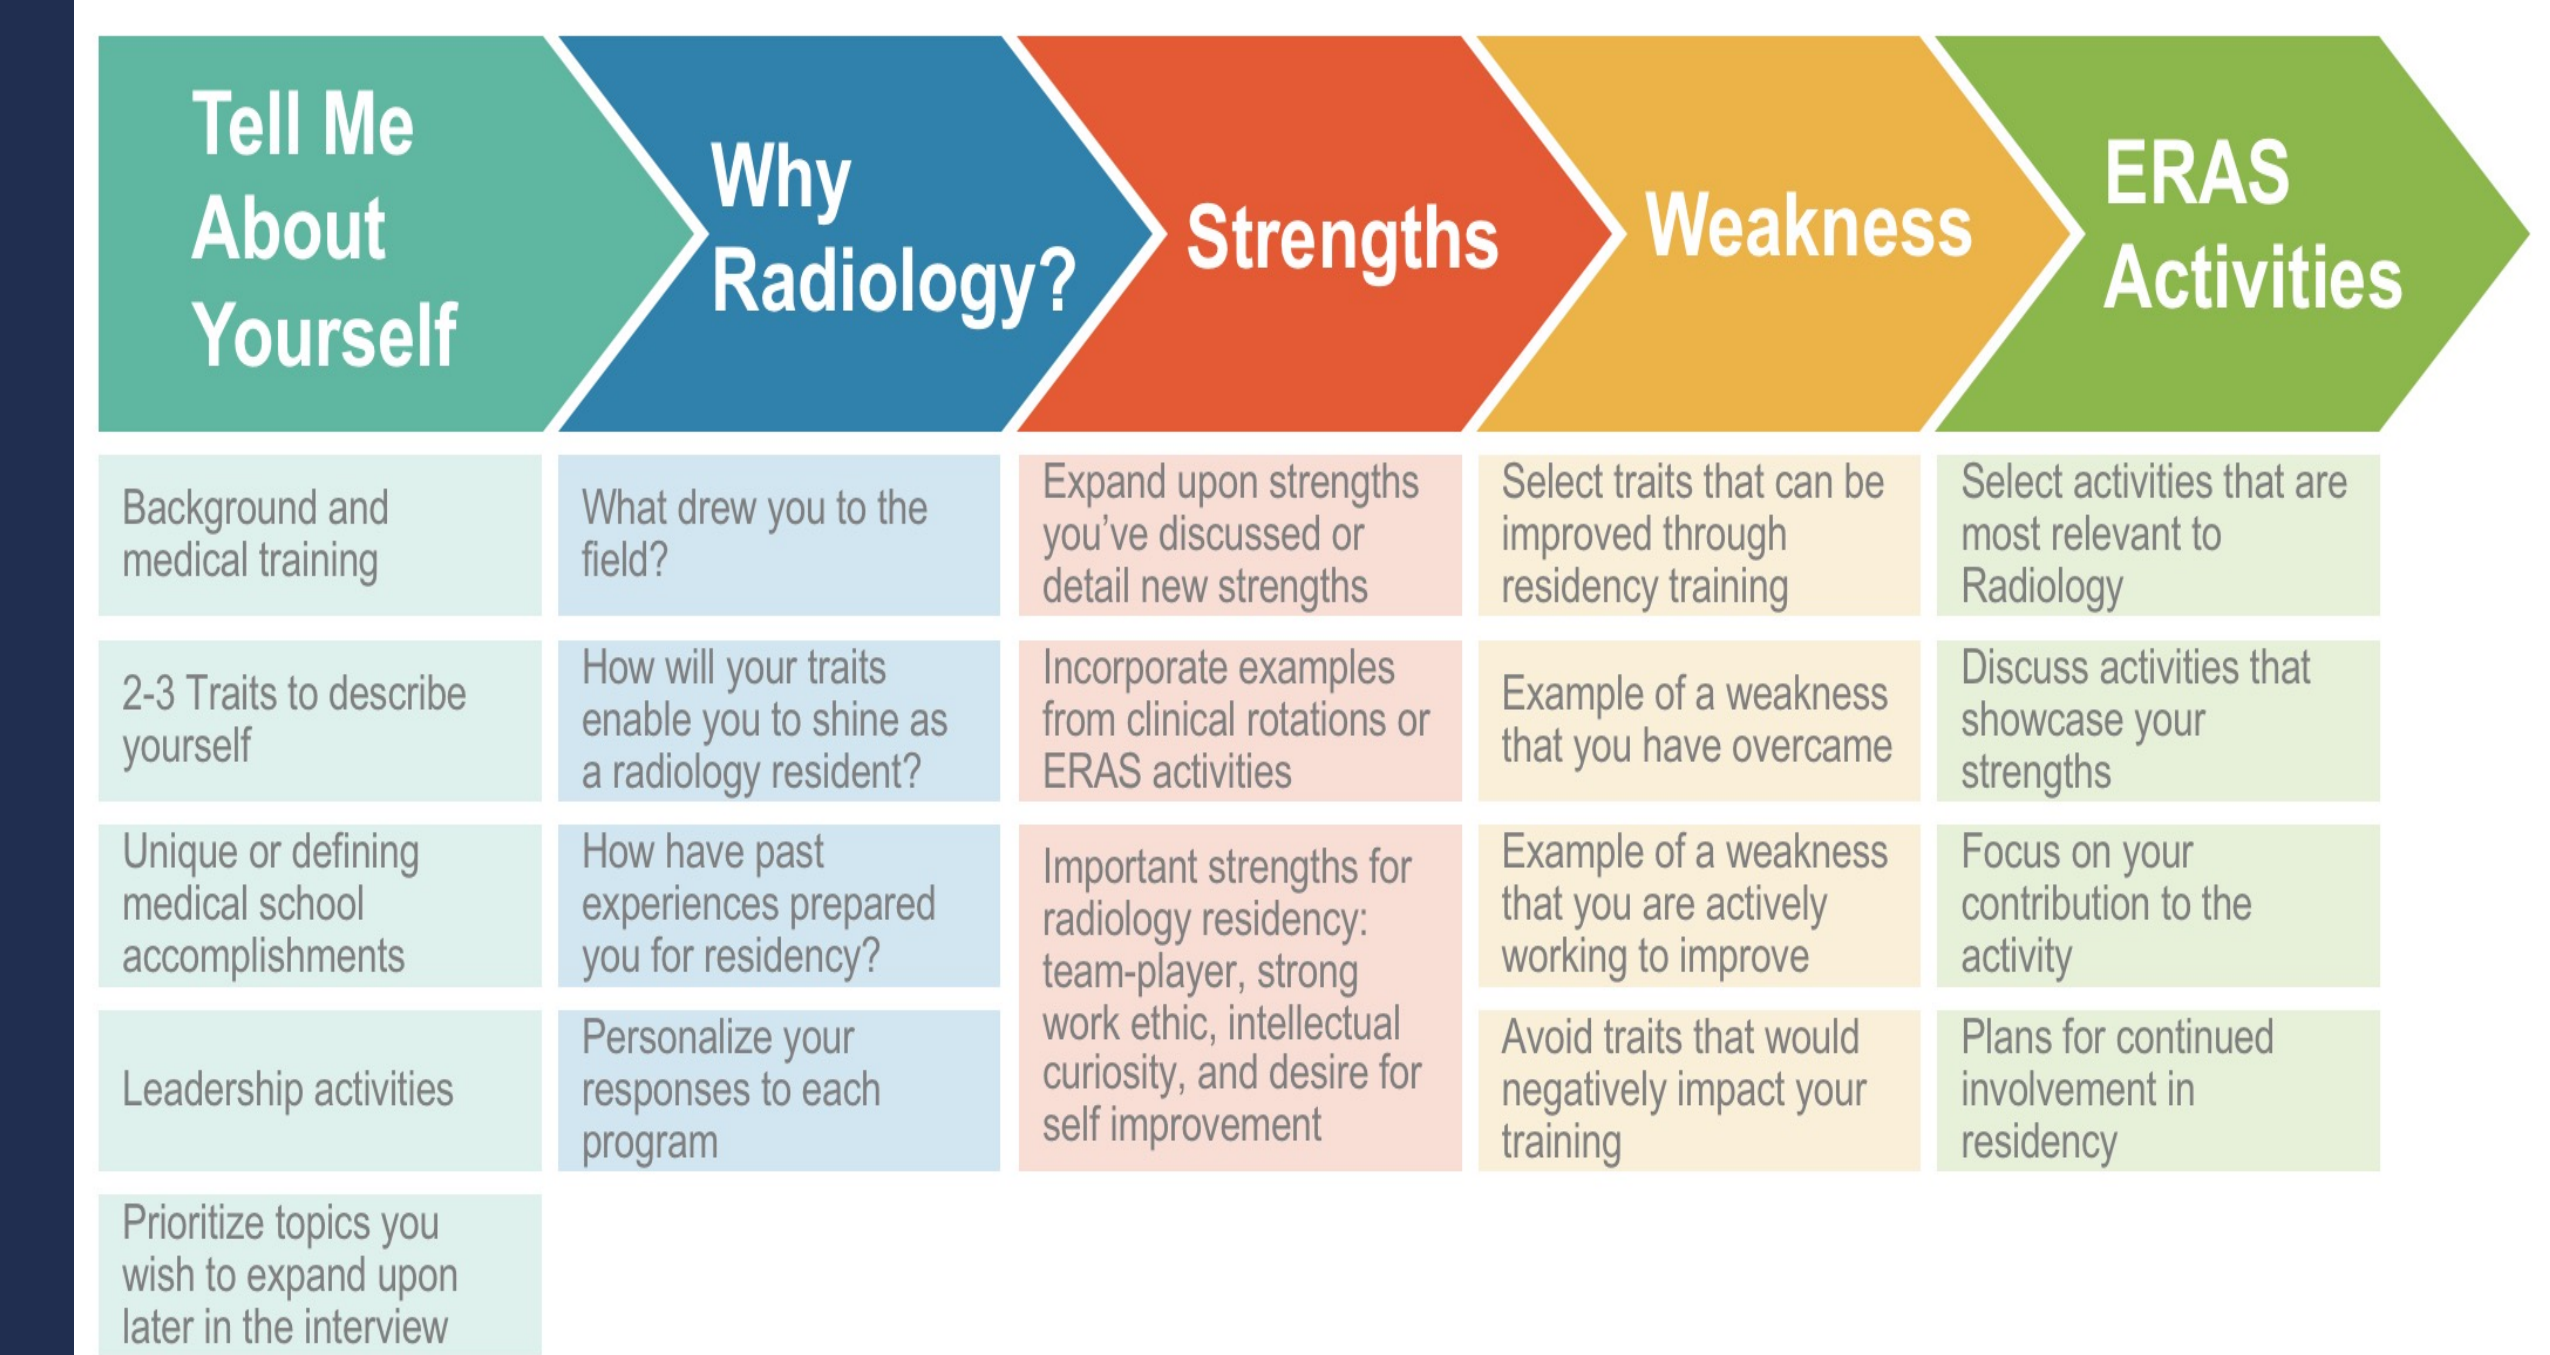 Tell Me
About
Yourself
Why
Radiology?
Strengths
Weakness
ERAS
Activities
Background and
medical training
2-3 Traits to describe
yourself
Unique or defining
medical school
accomplishments
Leadership activities
Prioritize topics you
wish to expand upon
later in the interview
What drew you to the
field?
How will your traits
enable you to shine as
a radiology resident?
How have past
experiences prepared
you for residency?
Personalize your
responses to each
program
Expand upon strengths
you’ve discussed or
detail new strengths
Incorporate examples
from clinical rotations or
ERAS activities
Important strengths for
radiology residency:
team-player, strong
work ethic, intellectual
curiosity, and desire for
self improvement
Select traits that can be
improved through
residency training
Example of a weakness
that you have overcame
Example of a weakness
that you are actively
working to improve
Avoid traits that would
negatively impact your
training
Select activities that are
most relevant to
Radiology
Discuss activities that
showcase your
strengths
Focus on your
contribution to the
activity
Plans for continued
involvement in
residency